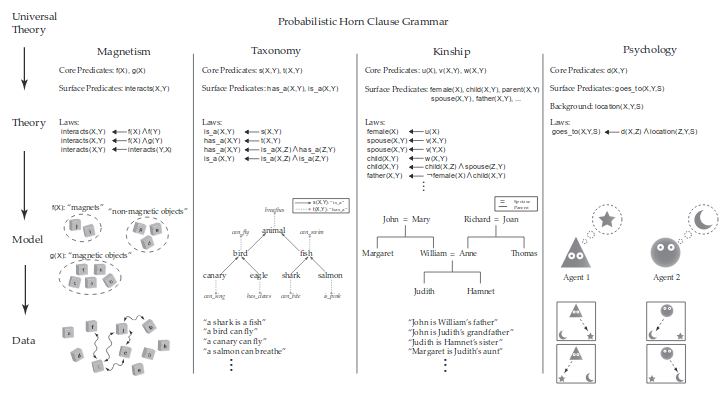 Universal
Theory
Probabilistic Horn Clause Grammar
Magnetism
Taxonomy
Kinship
Psychology
Core Predicates: f(X), g(X)
Core Predicates: s(X,Y), t(X,Y)
Core Predicates: u(X), v(X,Y), w(X,Y)
Core Predicates: d(X,Y)
Surface Predicates: interacts(X,Y)
Surface Predicates: has_a(X,Y), is_a(X,Y)
Surface Predicates: female(X), child(X,Y), parent(X,Y)
spouse(X,Y), father(X,Y), ...
Surface Predicates: goes_to(X,Y,S)
Background: location(X,Y,S)
Theory
Laws:
interacts(X,Y) ← f(X) ∧ f(Y)
interacts(X,Y) ← f(X) ∧ g(Y)
interacts(X,Y) ← interacts(Y,X)
Laws:
is_a(X,Y) ← s(X,Y)
has_a(X,Y) ← t(X,Y)
has_a(X,Y) ← is_a(X,Z) ∧ has_a(Z,Y)
is_a(X,Y) ← is_a(X,Z) ∧ is_a(Z,Y)
Laws:
female(X) ← u(X)
spouse(X,Y) ← v(X,Y)
spouse(X,Y) ← v(Y,X)
child(X,Y) ← w(X,Y)
child(X,Y) ← child(X,Z) ∧ spouse(Z,Y)
father(X,Y) ← ¬female(X) ∧ child(X,Y)
⋮
Laws:
goes_to(X,Y,S) ← d(X,Z) ∧ location(Z,Y,S)
Model
f(X): "magnets"
"non-magnetic objects"
g(X): "magnetic objects"
s(X,Y): "is_a"
t(X,Y): "has_a"
breathes
animal
can_fly
can_swim
bird
fish
canary
eagle
shark
salmon
can_sing
has_claws
can_bite
is_pink
= Spouse
Parent
John = Mary
Richard = Joan
Margaret
William = Anne
Thomas
Judith
Hamnet
Agent 1
Agent 2
Data
"a shark is a fish"
"a bird can fly"
"a canary can fly"
"a salmon can breathe"
⋮
"John is William's father"
"John is Judith's grandfather"
"Judith is Hamnet's sister"
"Margaret is Judith's aunt"
⋮